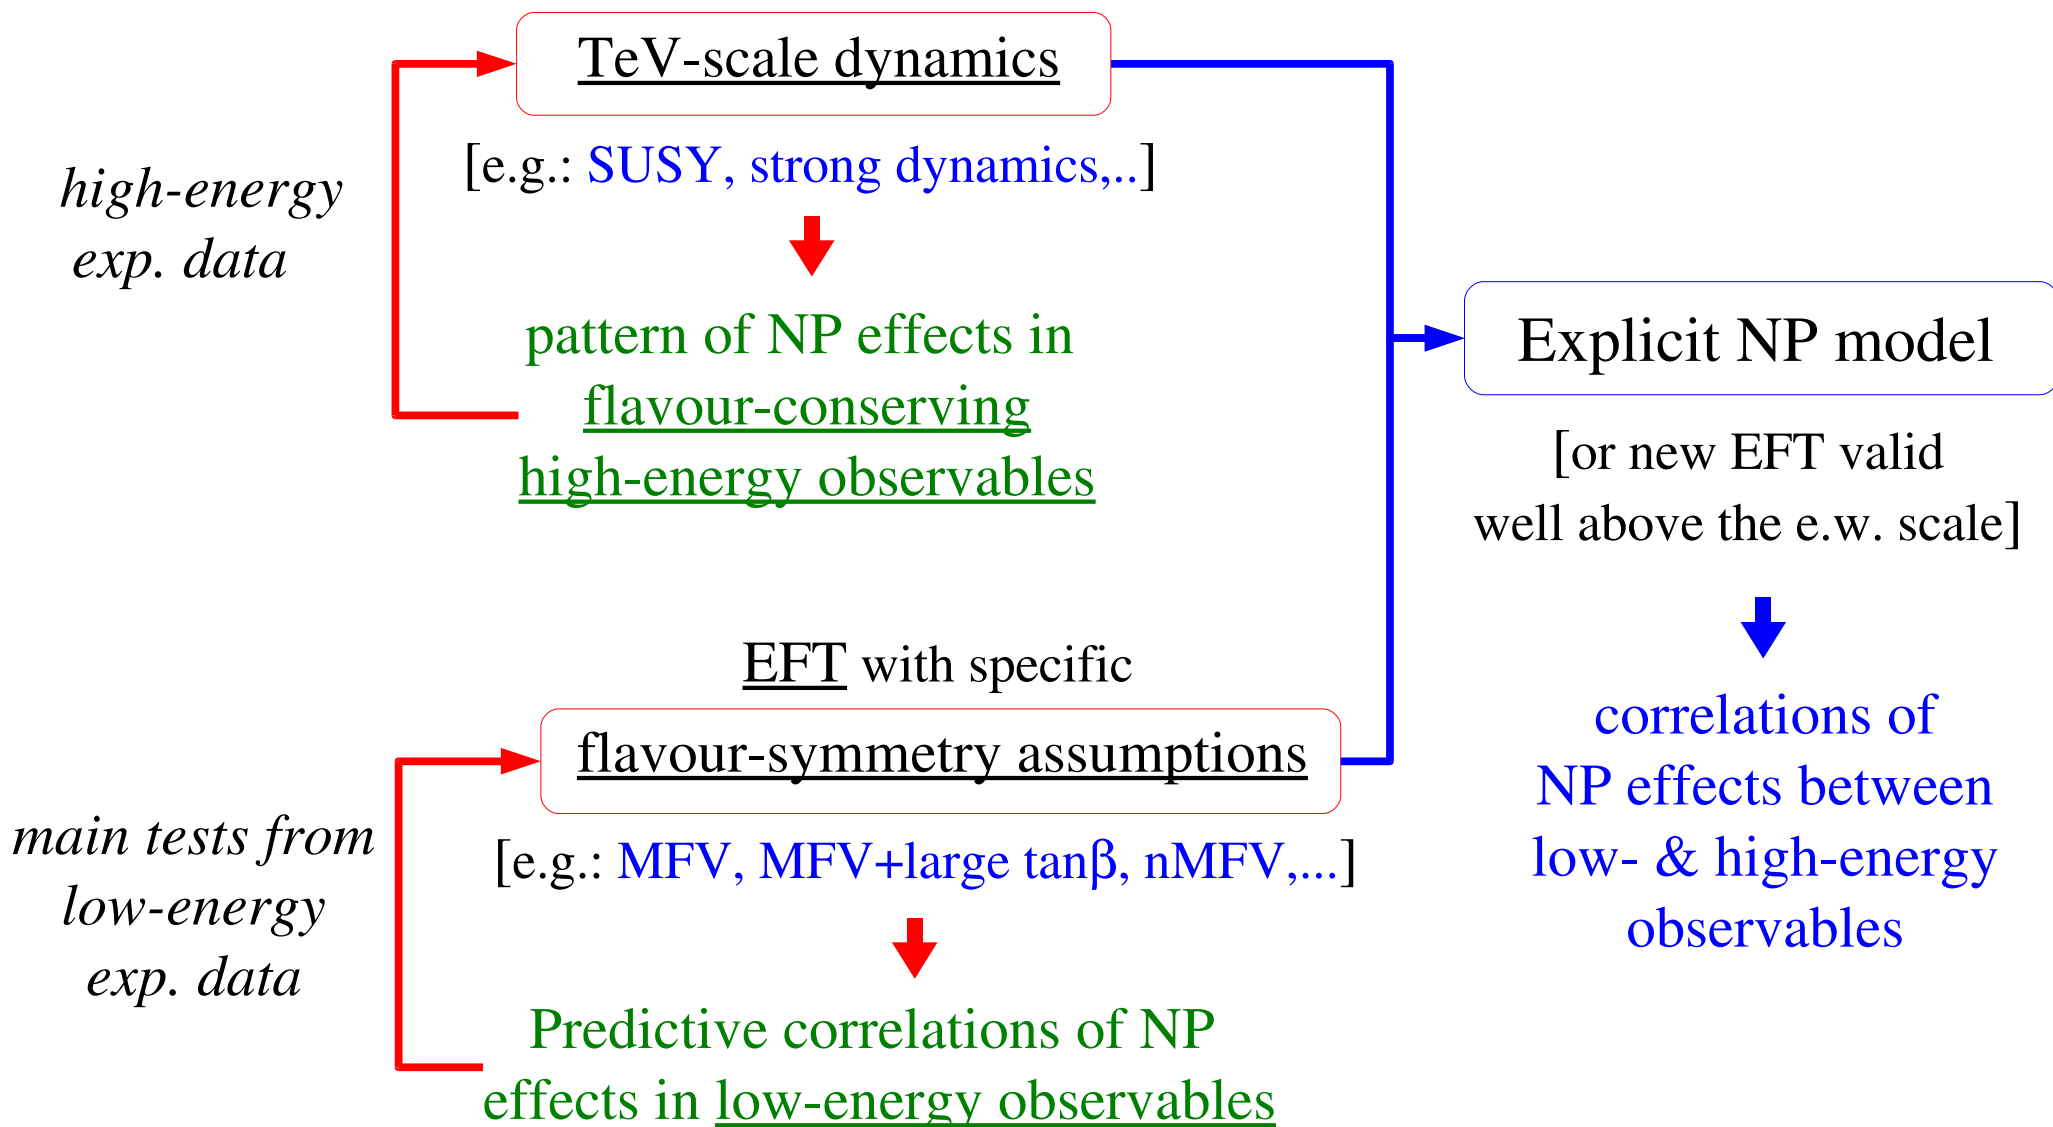 TeV-scale dynamics
[e.g.: SUSY, strong dynamics,..]
high-energy
exp. data
pattern of NP effects in
flavour-conserving
high-energy observables
Explicit NP model
[or new EFT valid
well above the e.w. scale]
correlations of
NP effects between
low- & high-energy
observables
EFT with specific
flavour-symmetry assumptions
[e.g.: MFV, MFV+large tanβ, nMFV,...]
main tests from
low-energy
exp. data
Predictive correlations of NP
effects in low-energy observables